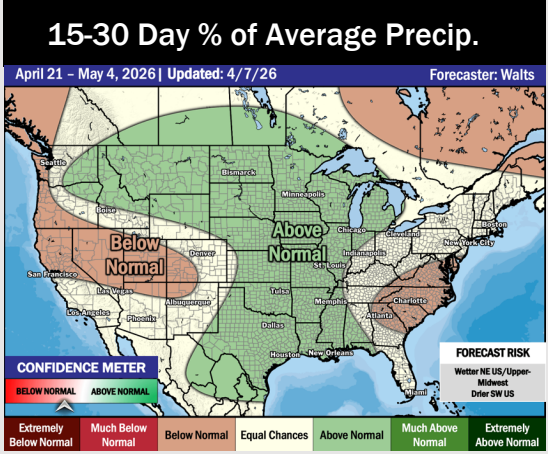 15-30 Day % of Average Precip.
April 21 – May 4, 2026| Updated: 4/7/26
Forecaster: Walts
Seattle
Bismarck
Minneapolis
Boise
Boston
Chicago
Cleveland
New York City
Above
Normal
Below
Normal
Denver
Indianapolis
St. Louis
San Francisco
Las Vegas
Tulsa
Charlotte
Albuquerque
Memphis
Los Angeles
Phoenix
Atlanta
Dallas
Houston
New Orleans
Miami
FORECAST RISK
Wetter NE US/Upper-
Midwest
Drier SW US
CONFIDENCE METER
BELOW NORMAL
ABOVE NORMAL
Extremely
Below Normal
Much Below
Normal
Below Normal
Equal Chances
Above Normal
Much Above
Normal
Extremely
Above Normal